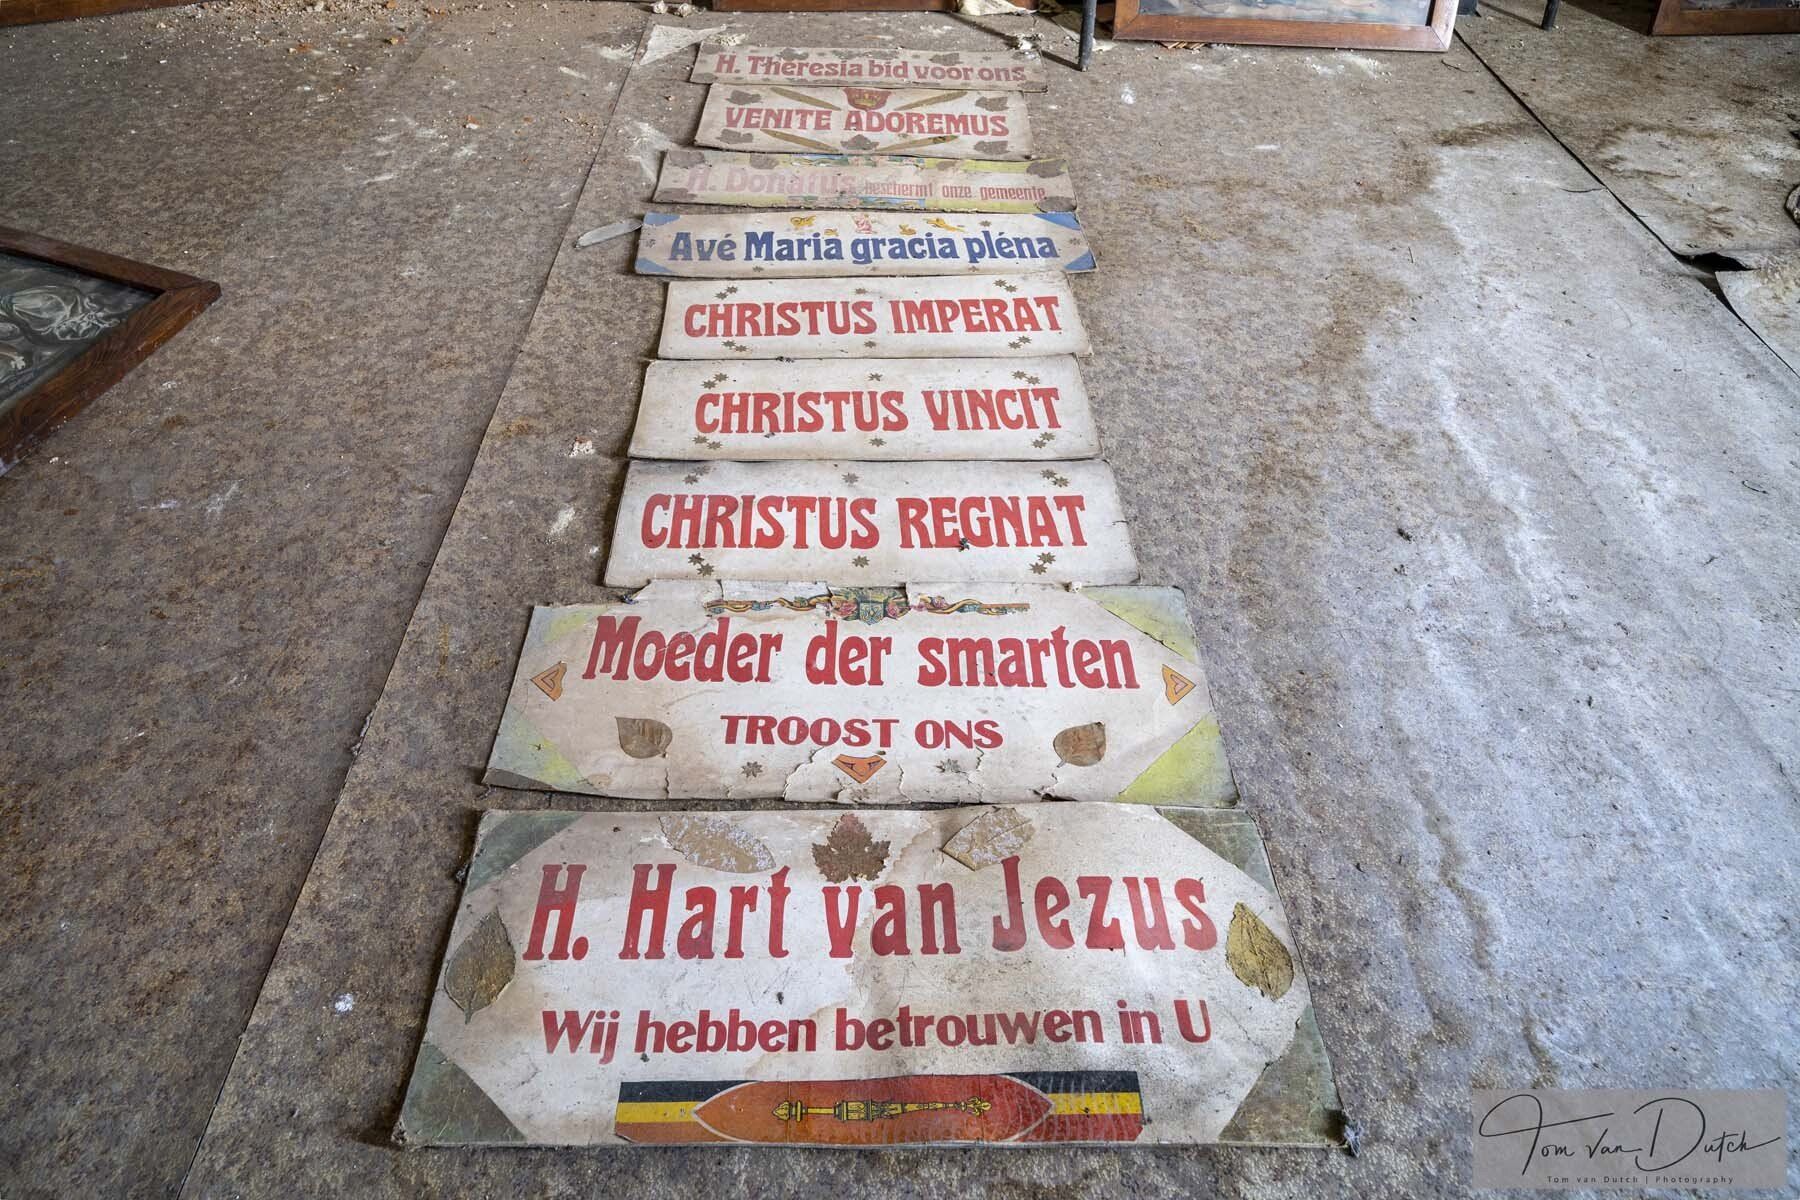 H. Theresia bid voor ons
VENITE ADOREMUS
H. Donatus beschermt onze gemeente
Avé Maria gracia pléna
CHRISTUS IMPERAT
CHRISTUS VINCIT
CHRISTUS REGNAT
Moeder der smarten
TROOST ONS
H. Hart van Jezus
Wij hebben betrouwen in U
Tom van Dutch
Tom van Dutch | Photography